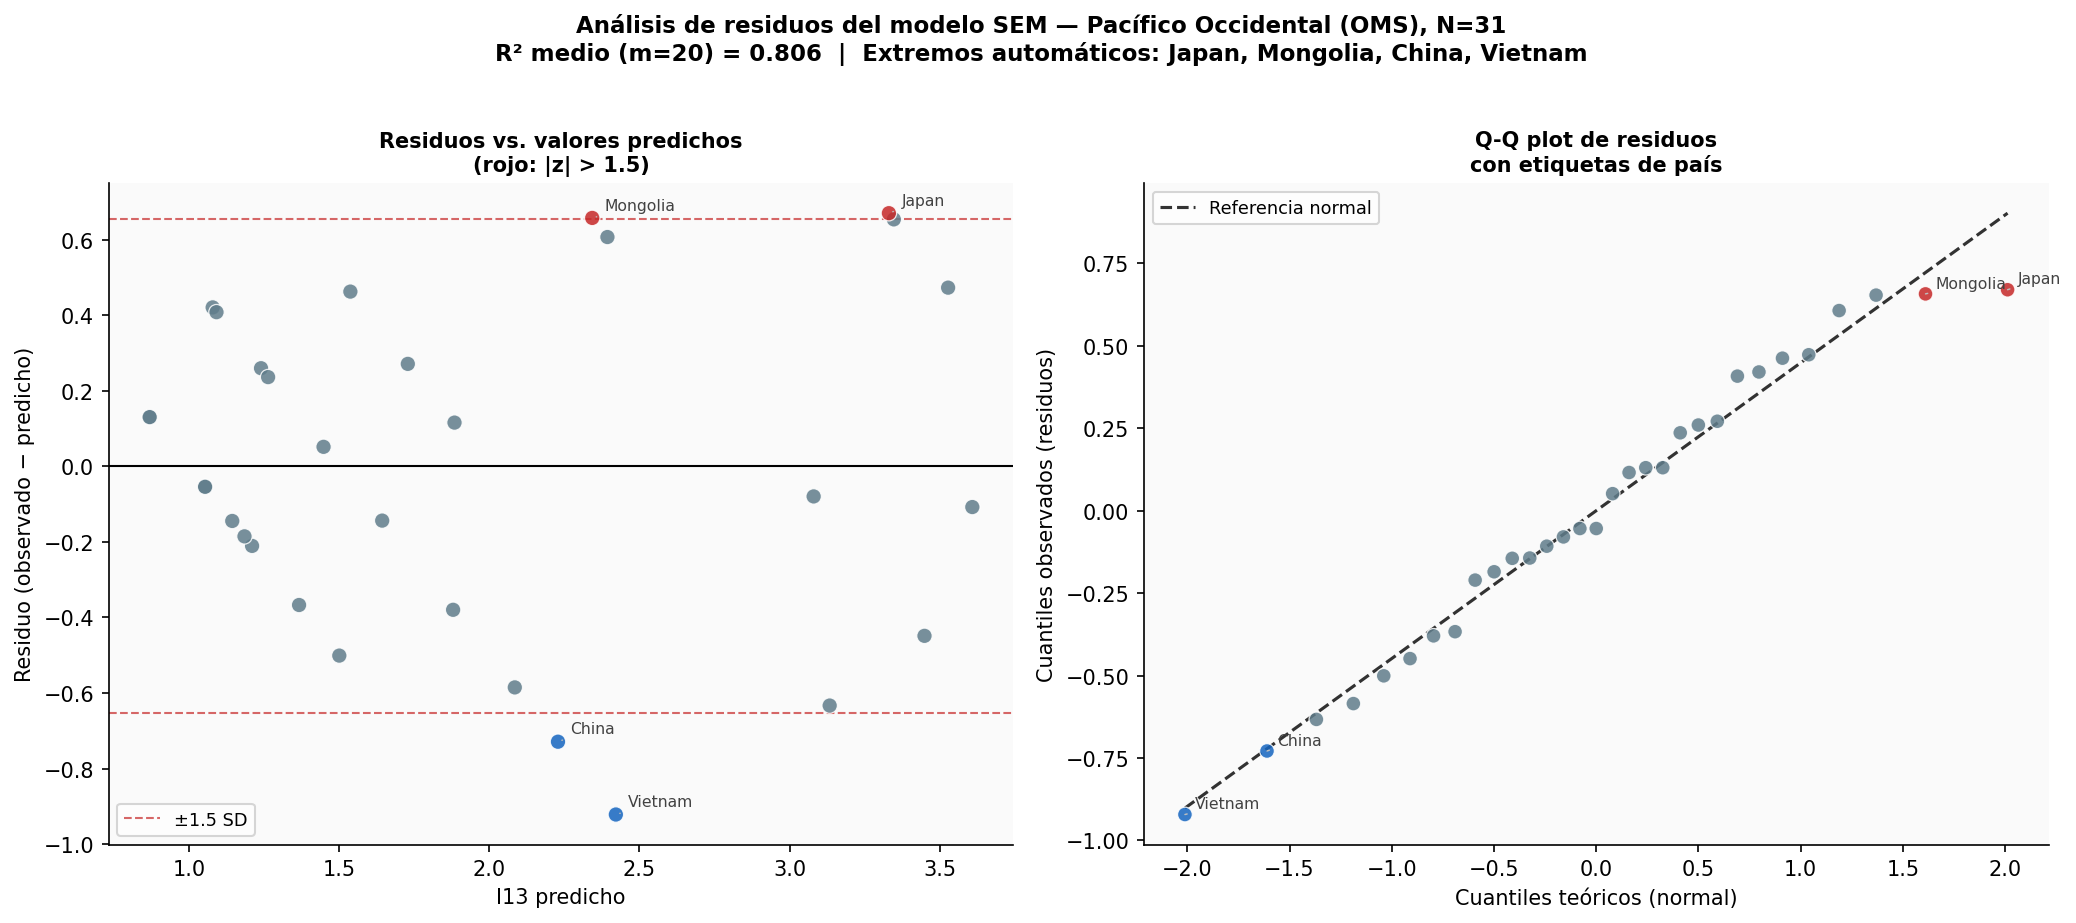 Análisis de residuos del modelo SEM — Pacífico Occidental (OMS), N=31
R² medio (m=20) = 0.806  |  Extremos automáticos: Japan, Mongolia, China, Vietnam
Residuos vs. valores predichos
(rojo: |z| > 1.5)
Residuo (observado − predicho)
0.6
0.4
0.2
0.0
−0.2
−0.4
−0.6
−0.8
−1.0
Mongolia
Japan
China
Vietnam
±1.5 SD
1.0
1.5
2.0
2.5
3.0
3.5
I13 predicho
Q-Q plot de residuos
con etiquetas de país
Referencia normal
Cuantiles observados (residuos)
0.75
0.50
0.25
0.00
−0.25
−0.50
−0.75
−1.00
Mongolia
Japan
China
Vietnam
−2.0
−1.5
−1.0
−0.5
0.0
0.5
1.0
1.5
2.0
Cuantiles teóricos (normal)